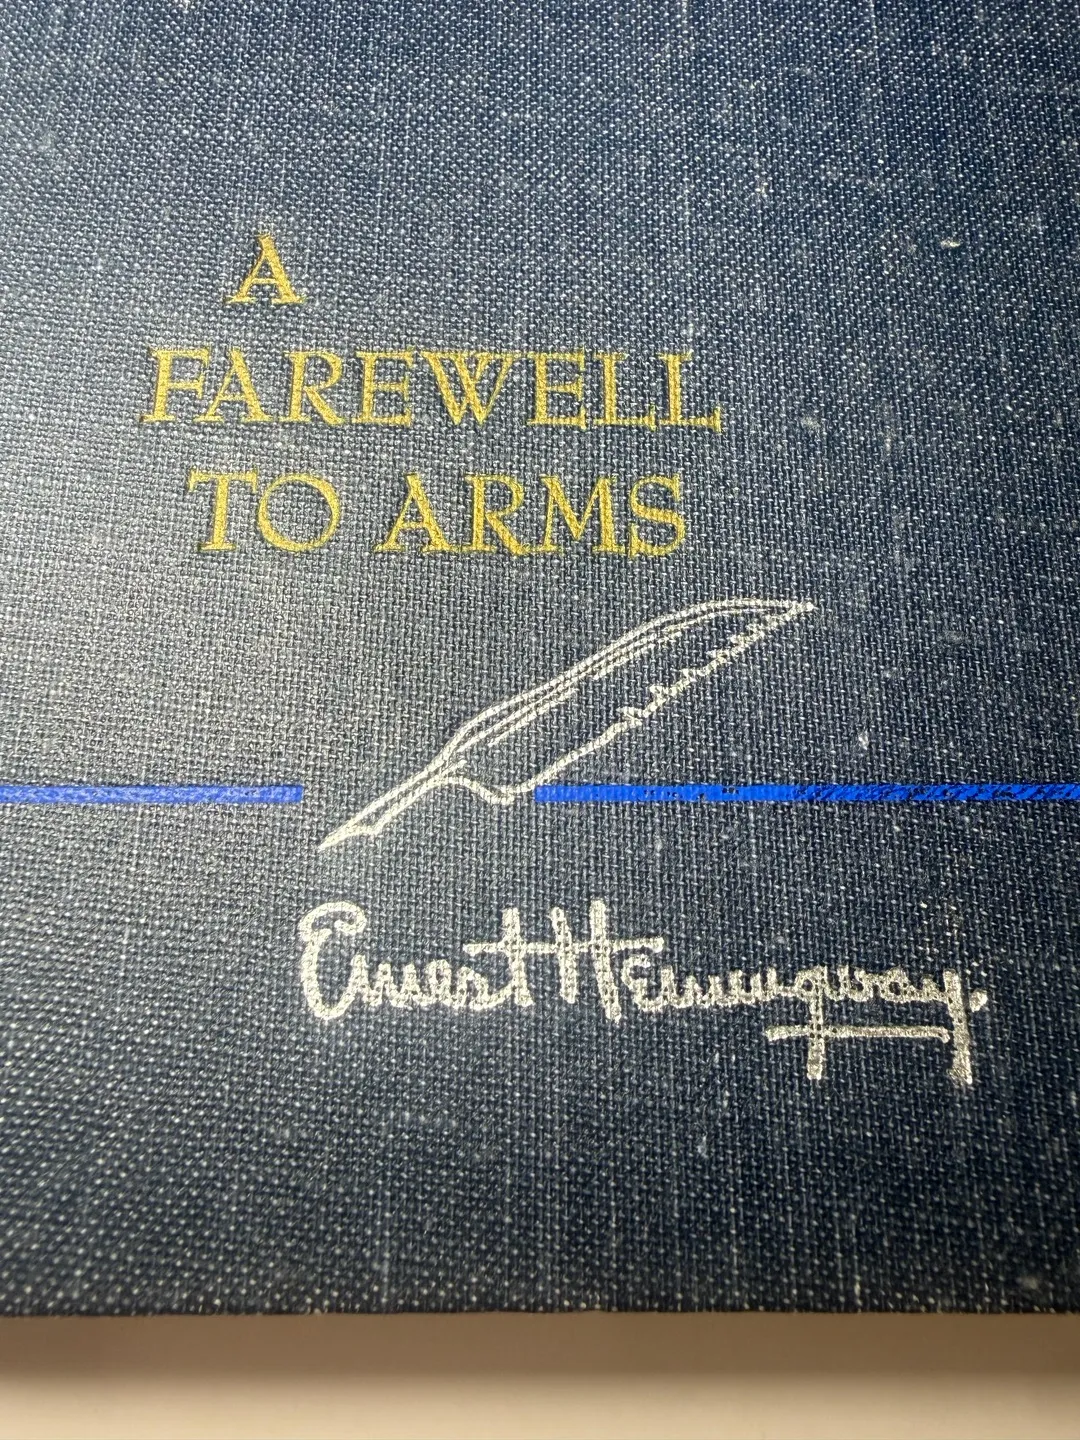 A
FAREWELL
TO ARMS
Ernest Hemingway.